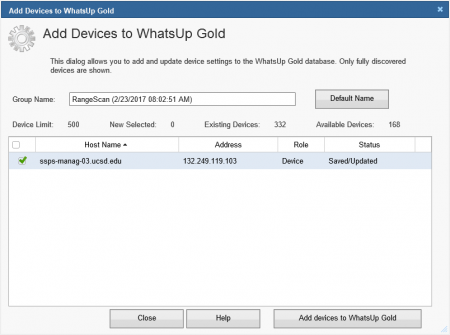 Add Devices to WhatsUp Gold
Add Devices to WhatsUp Gold
This dialog allows you to add and update device settings to the WhatsUp Gold database. Only fully discovered
devices are shown.
Group Name: RangeScan (2/23/2017 08:02:51 AM) Default Name
Device Limit: 500 New Selected: 0 Existing Devices: 332 Available Devices: 168
Host Name Address Role Status
ssps-manag-03.ucsd.edu 132.249.119.103 Device Saved/Updated
Close Help Add devices to WhatsUp Gold